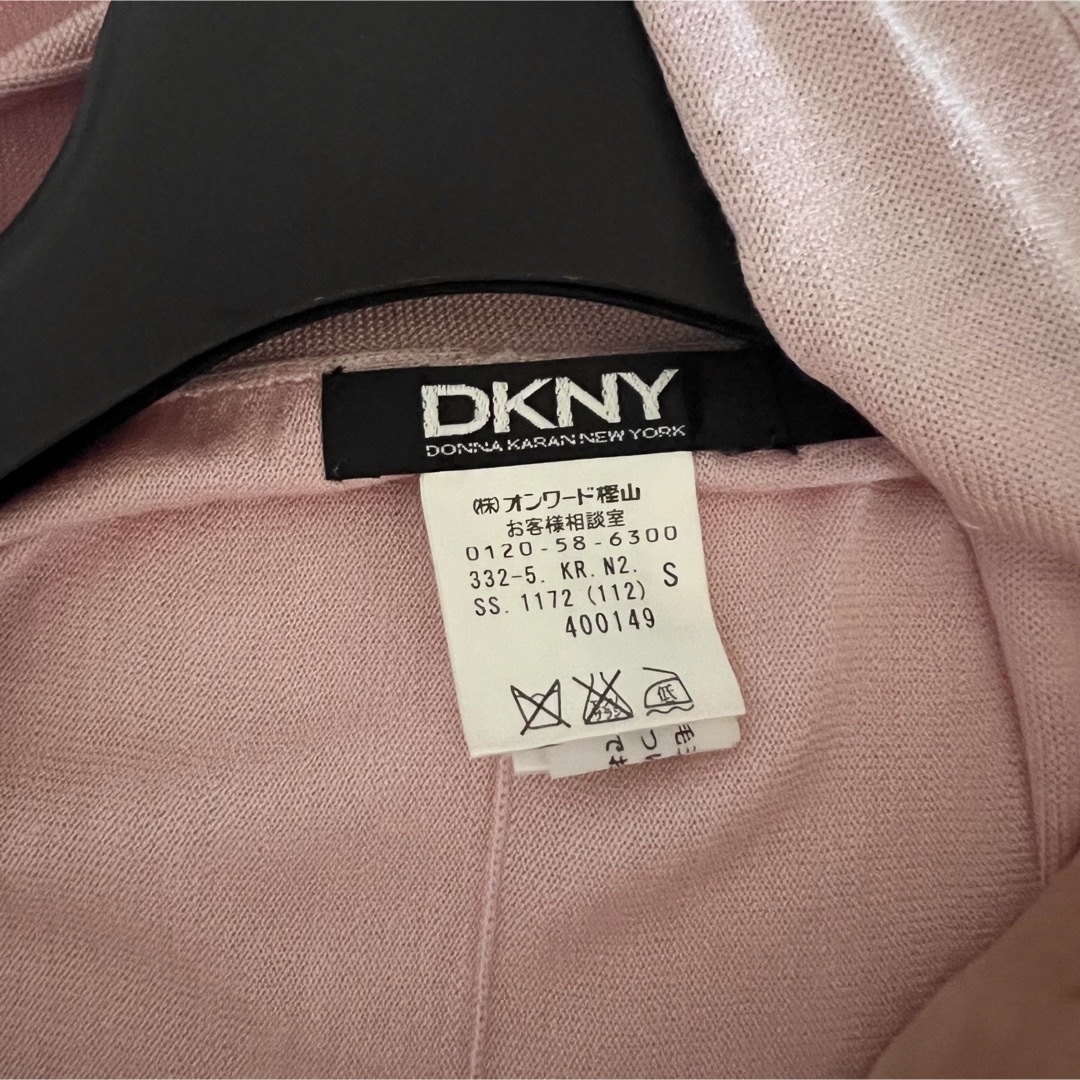 DKNY
DONNA KARAN NEW YORK
(株)オンワード樫山
お客様相談室
0120-58-6300
332-5. KR. N2. S
SS. 1172 (112)
400149
低